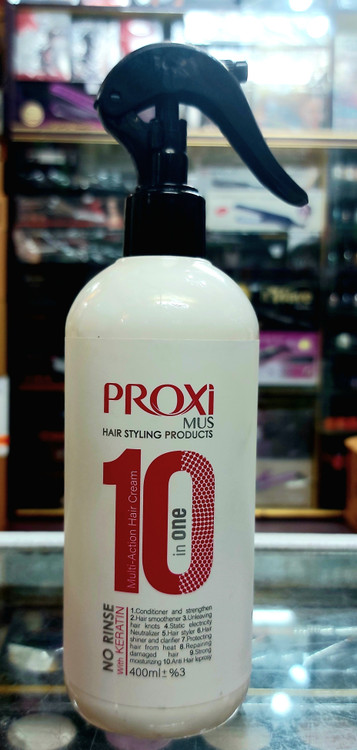 PROXi
MUS
HAIR STYLING PRODUCTS
10
in one
Multi-Action Hair Cream
NO RINSE
with KERATIN
1.Conditioner and strengthen
2.Hair smoothener 3.Unleaving
hair knots 4.Static electricity
Neutralizer 5.Hair styler 6.Hair
shiner and clarifier 7.Protecting
hair from heat 8.Repairing
damaged hair 9.Strong
moisturizing 10.Anti Hair leprosy
400ml± %3